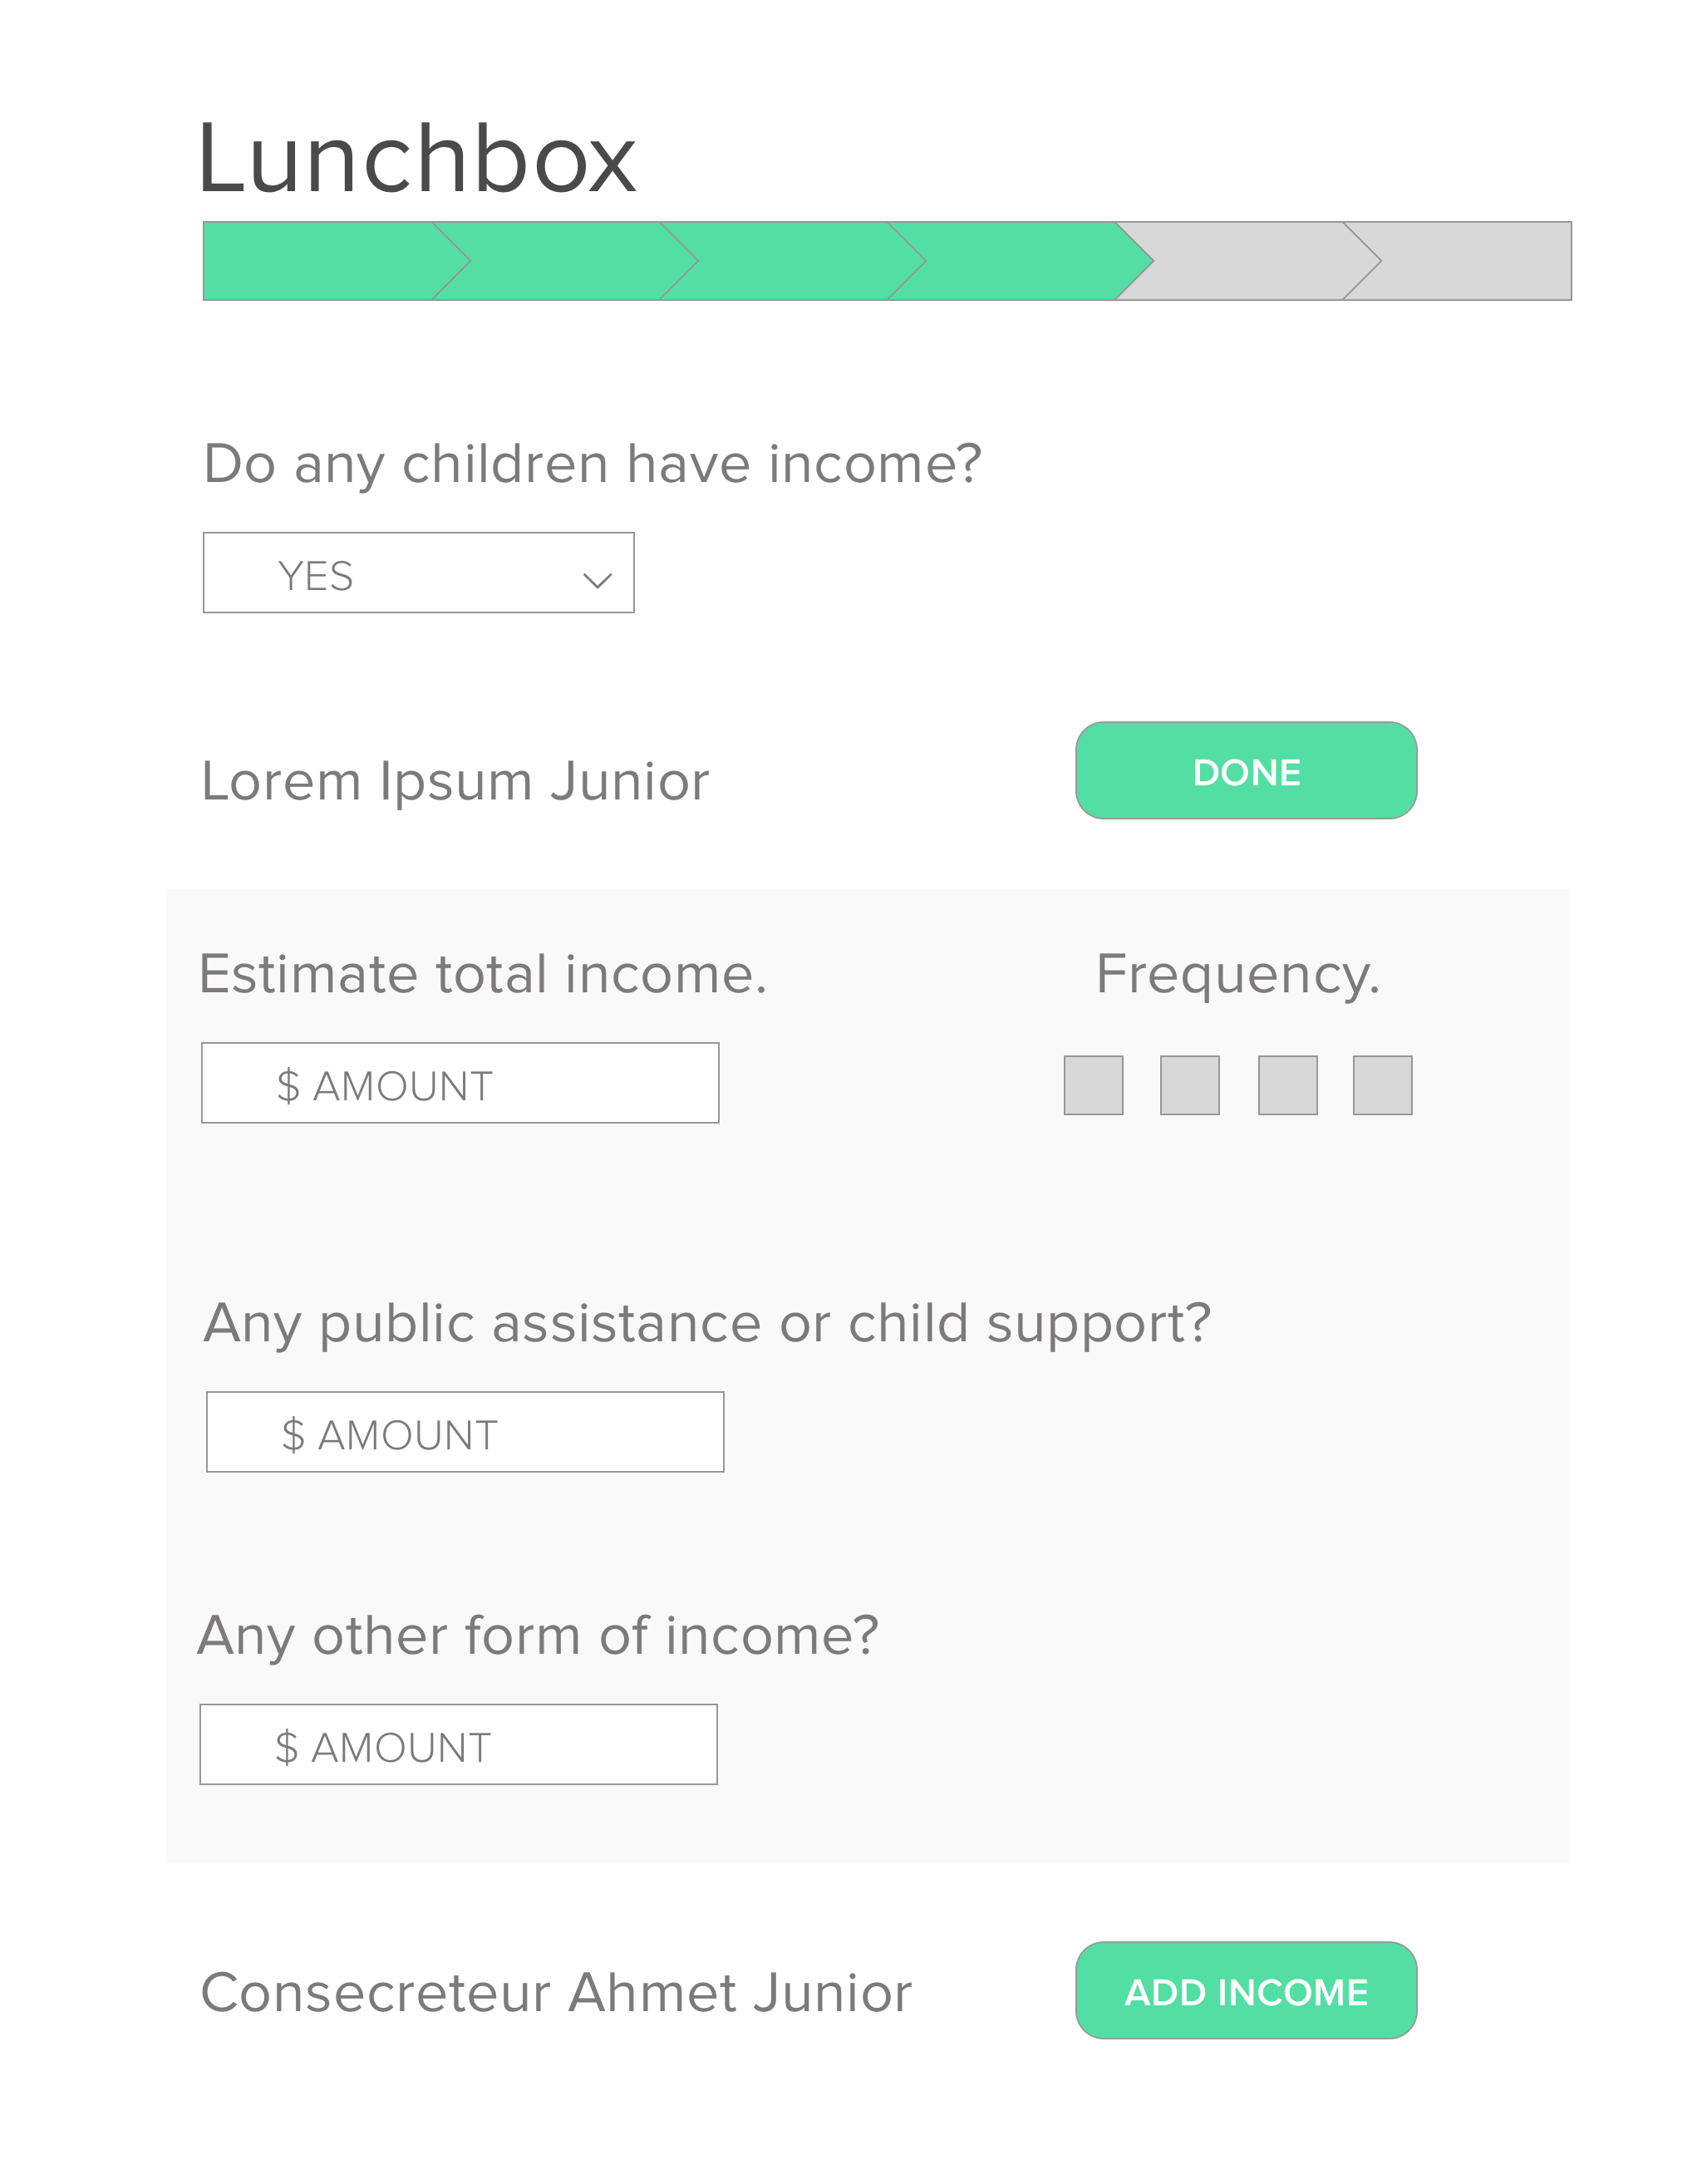 Lunchbox
Do any children have income?
YES
Lorem Ipsum Junior
DONE
Estimate total income.
Frequency.
$ AMOUNT
Any public assistance or child support?
$ AMOUNT
Any other form of income?
$ AMOUNT
Consecreteur Ahmet Junior
ADD INCOME